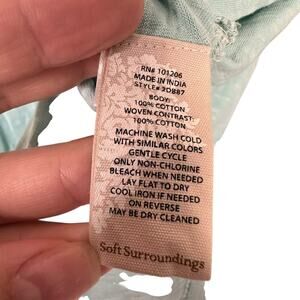 RN# 101206
MADE IN INDIA
STYLE# 2O887
BODY:
100% COTTON
WOVEN CONTRAST:
100% COTTON
MACHINE WASH COLD
WITH SIMILAR COLORS
GENTLE CYCLE
ONLY NON-CHLORINE
BLEACH WHEN NEEDED
LAY FLAT TO DRY
COOL IRON IF NEEDED
ON REVERSE
MAY BE DRY CLEANED
Soft Surroundings